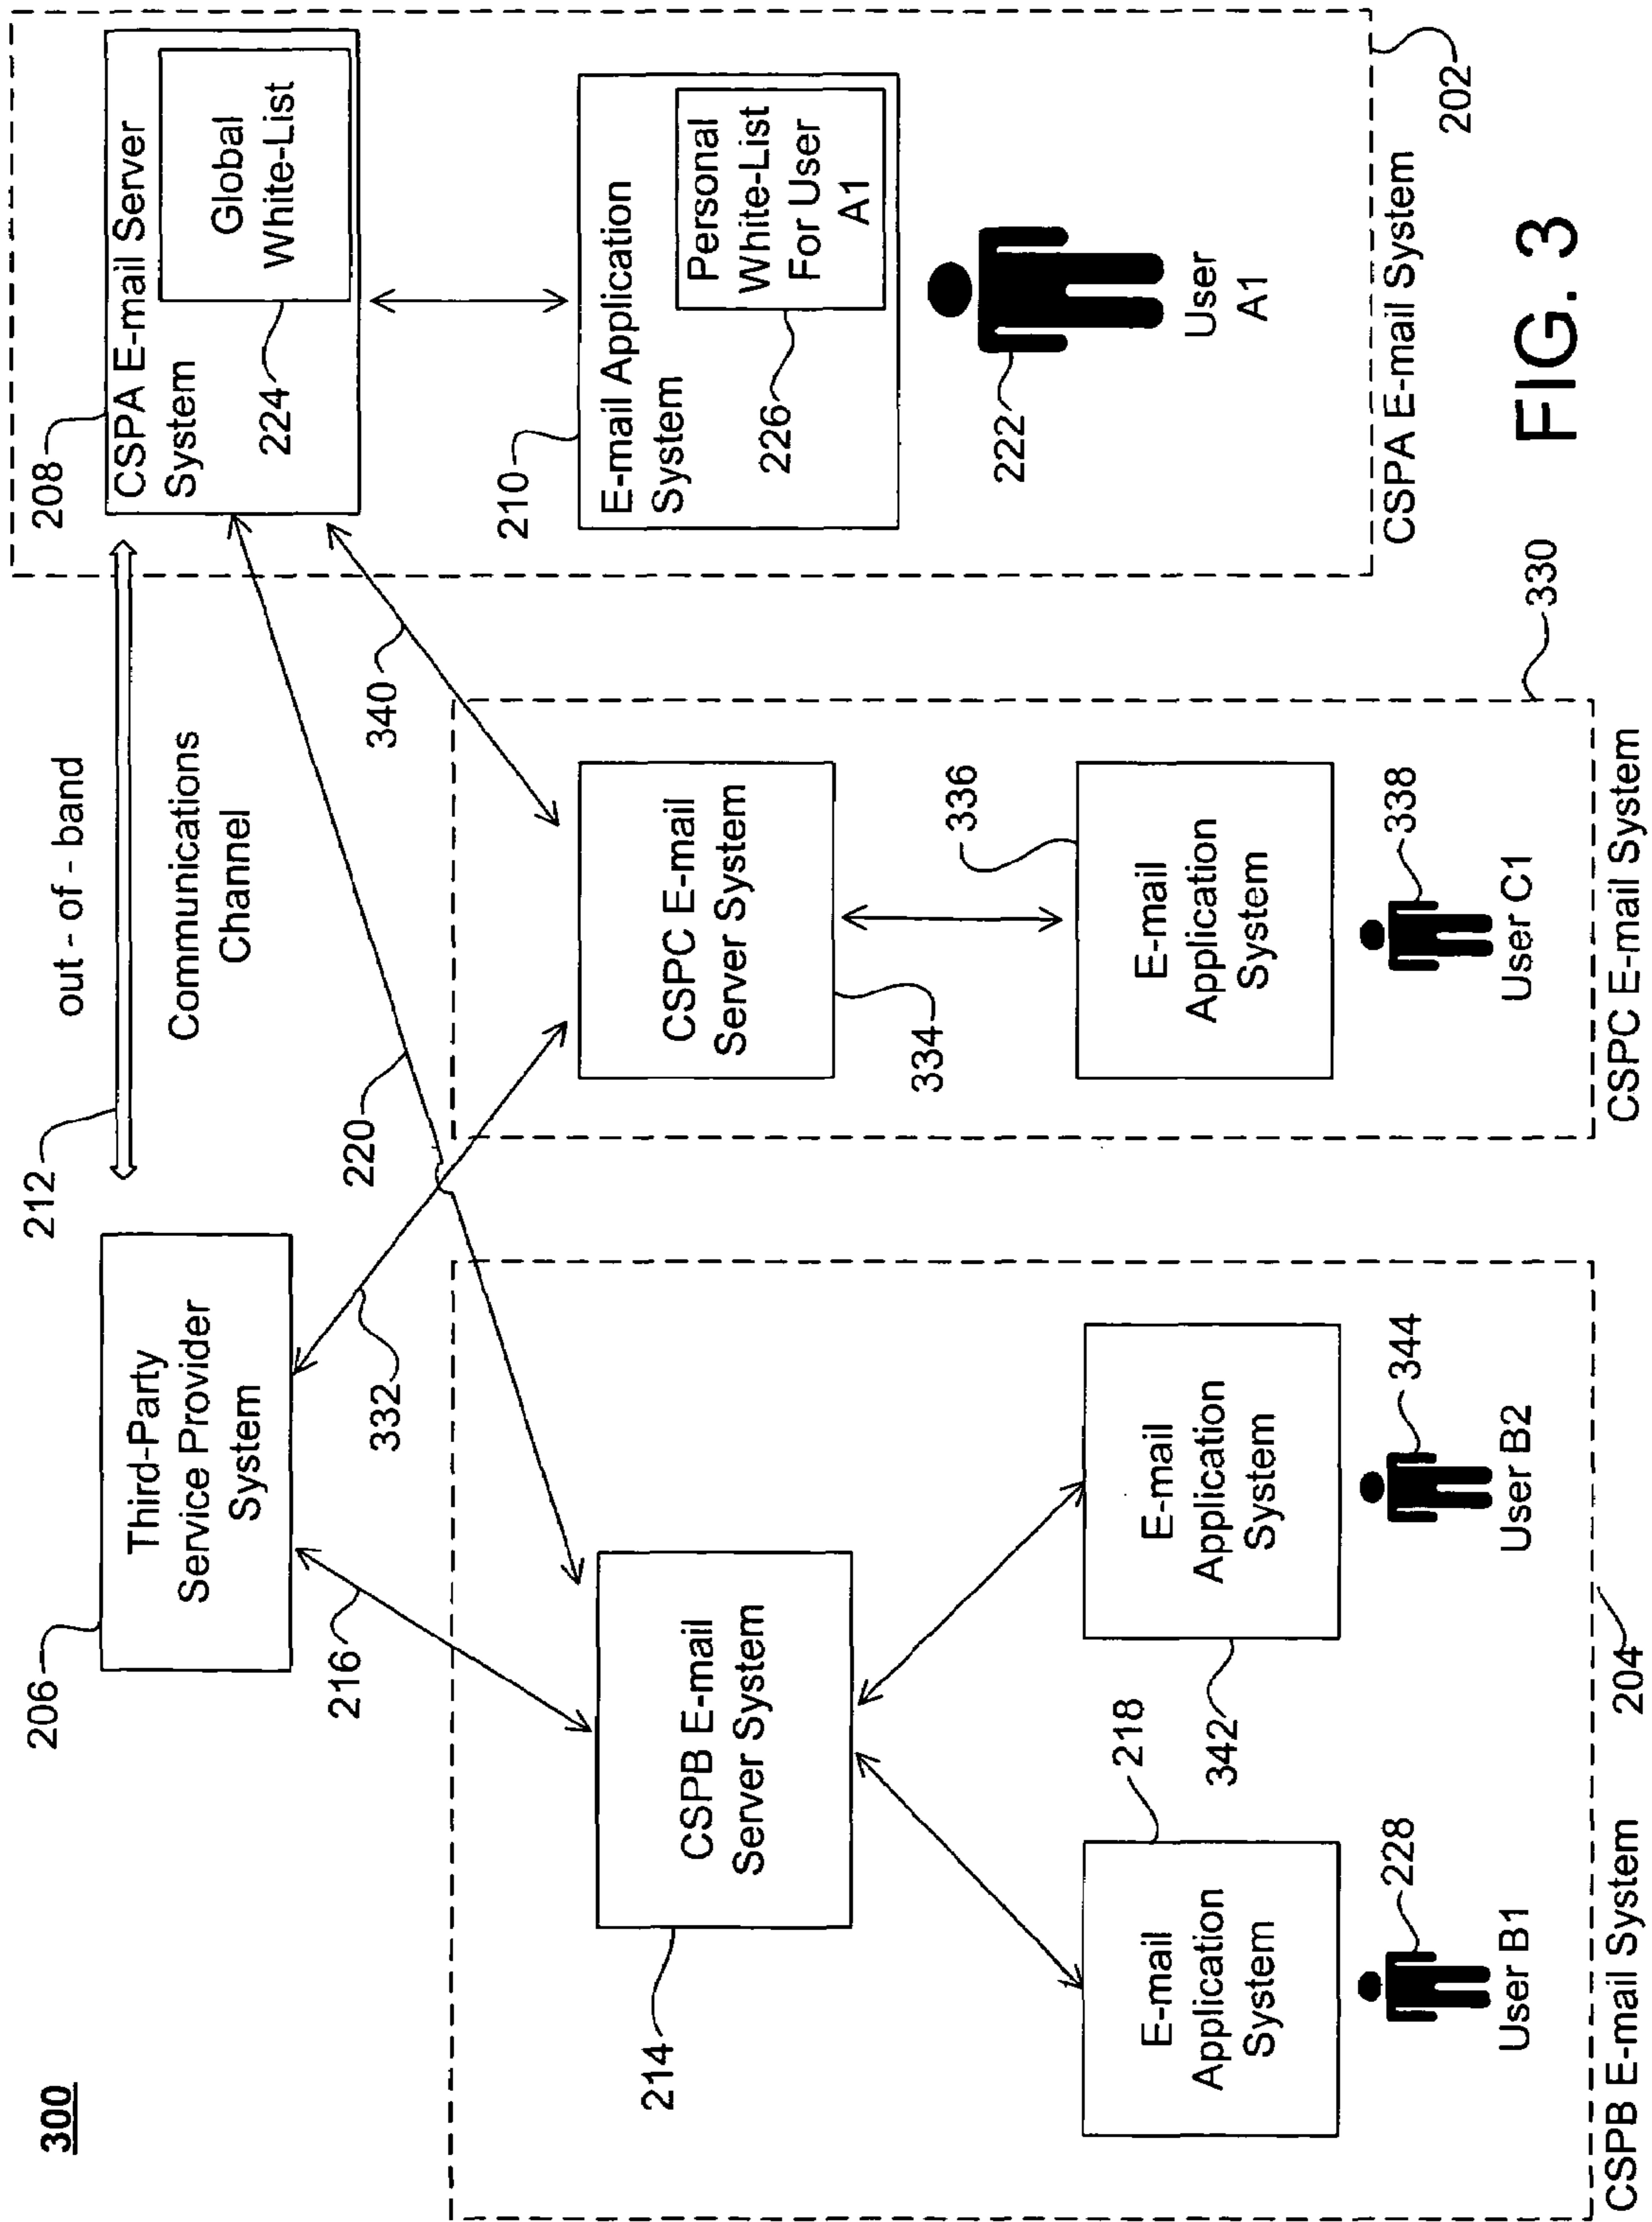 300
206
Third-Party
Service Provider
System
212
out - of - band
Communications
Channel
208
CSPA E-mail Server
System
Global
White-List
224
210
E-mail Application
System
Personal
White-List
For User
A1
226
222
User
A1
CSPA E-mail System
202
216
332
220
340
214
CSPB E-mail
Server System
218
E-mail
Application
System
228
User B1
342
E-mail
Application
System
344
User B2
CSPB E-mail System
204
CSPC E-mail
Server System
334
336
E-mail
Application
System
338
User C1
CSPC E-mail System
330
FIG. 3